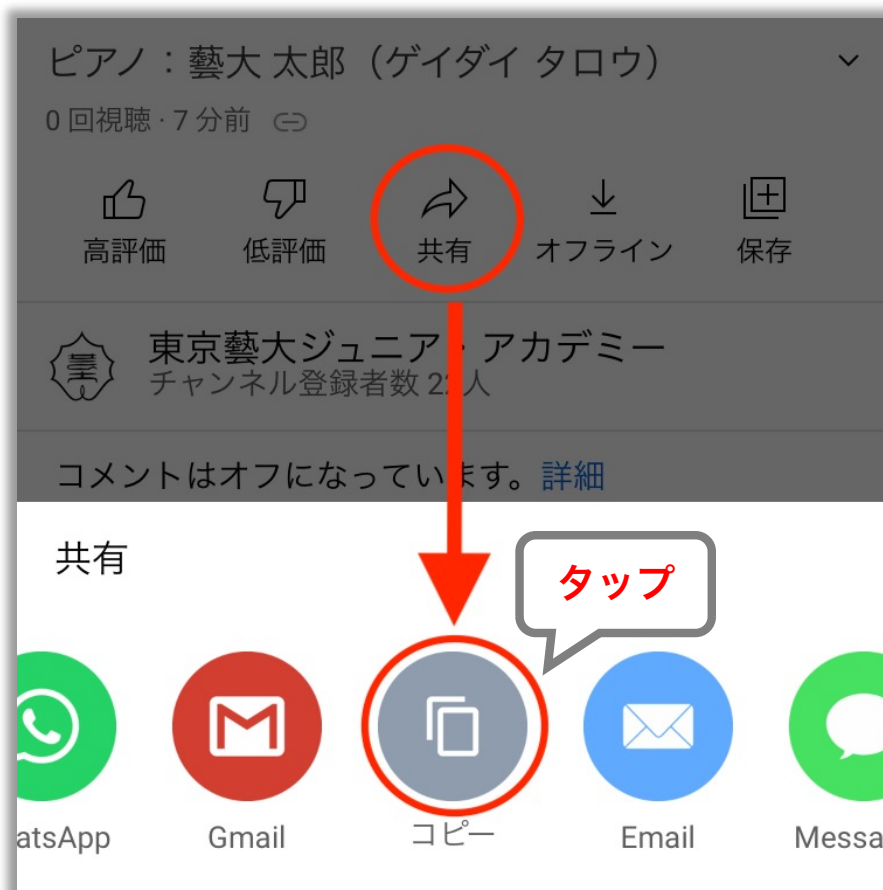 ピアノ：藝大 太郎（ゲイダイ タロウ）
0 回視聴・7 分前
高評価 低評価 共有 オフライン 保存
東京藝大ジュニア・アカデミー
チャンネル登録者数 22人
コメントはオフになっています。詳細
共有
タップ
atsApp Gmail コピー Email Messa